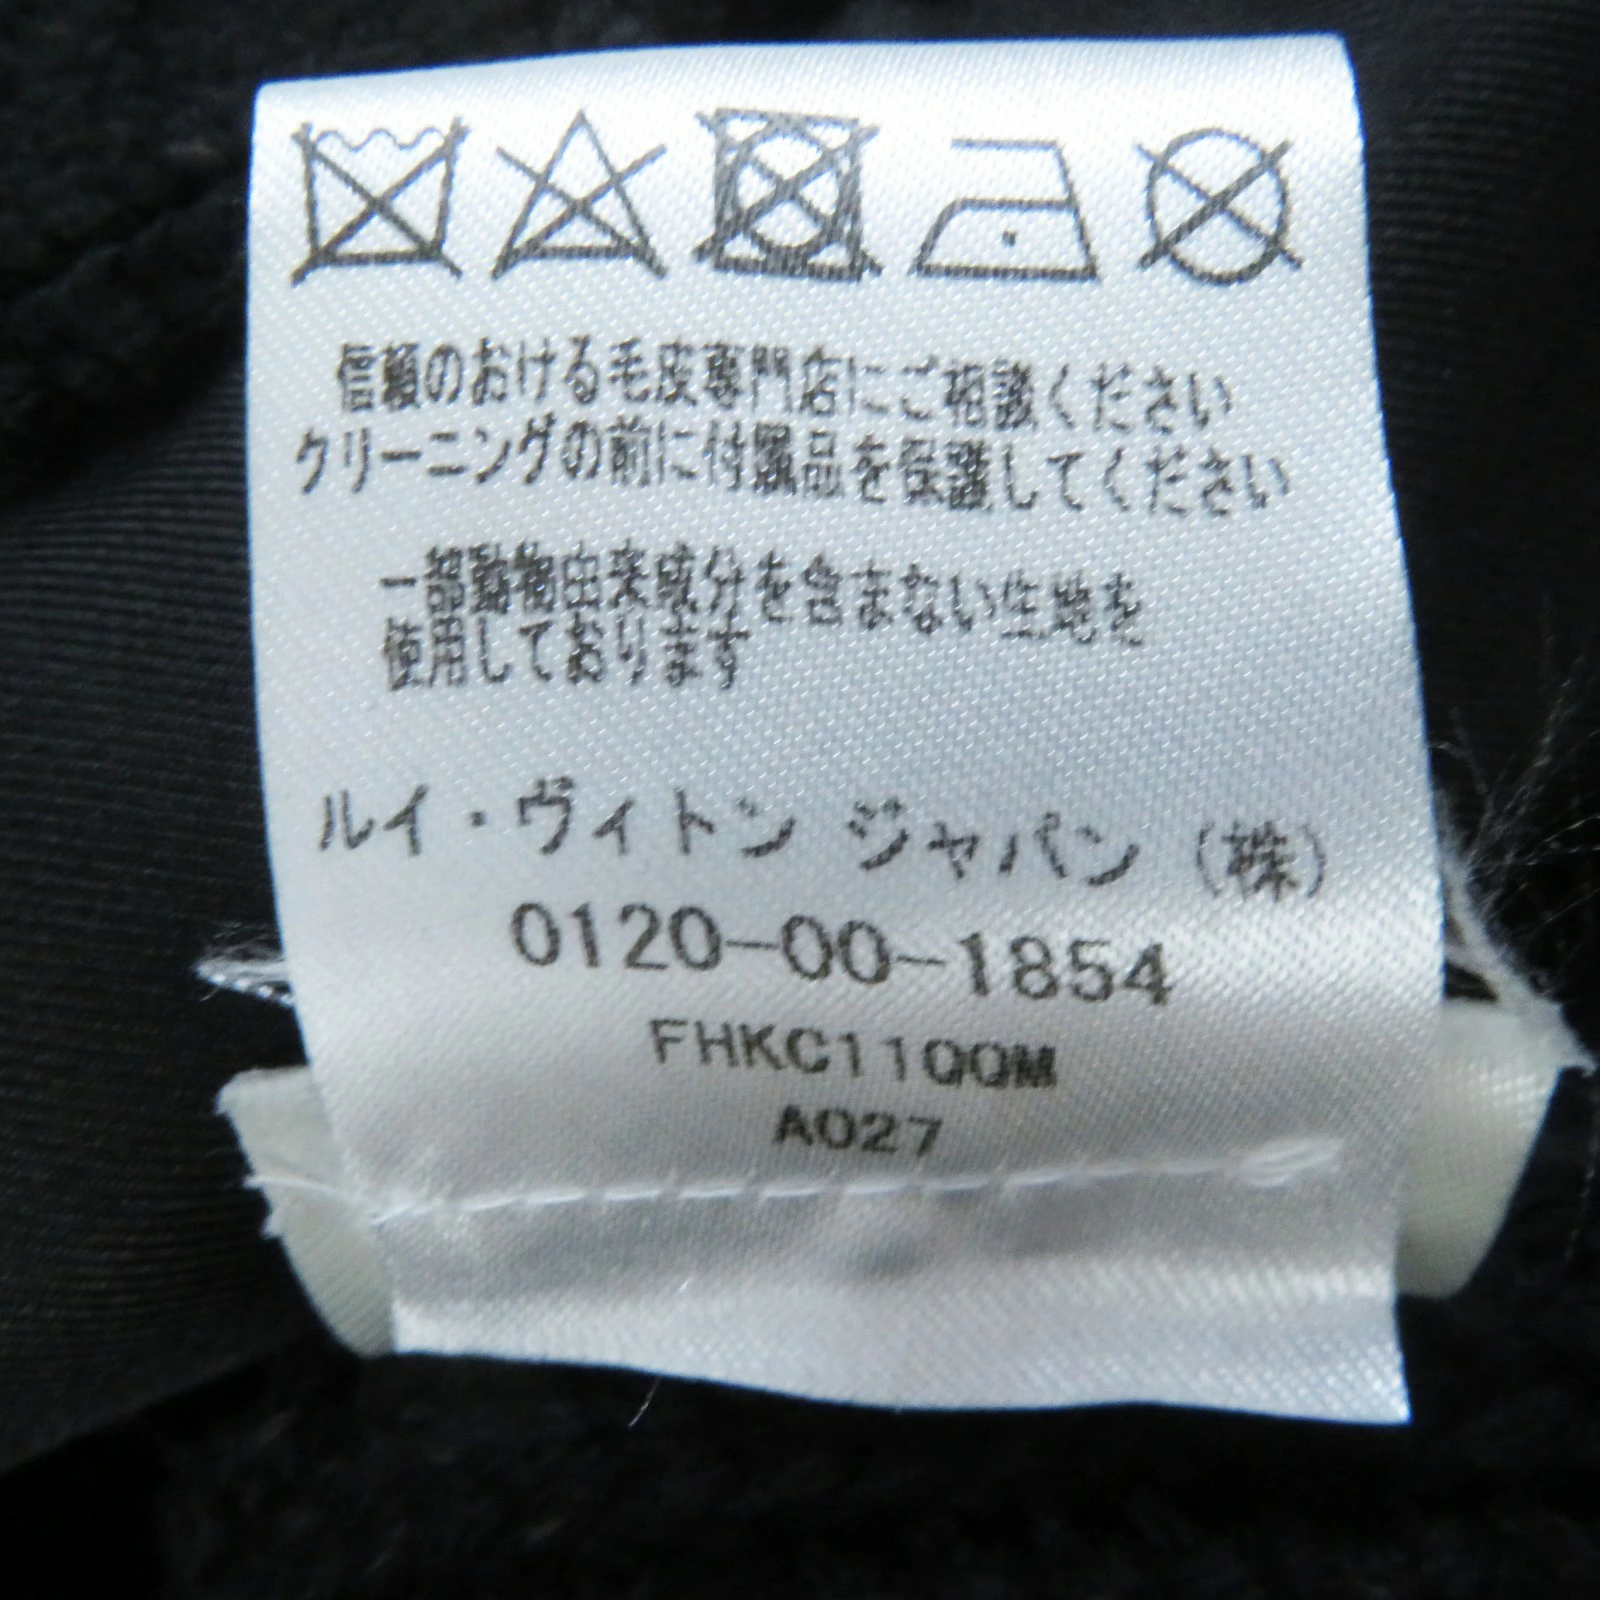 信頼のおける毛皮専門店にご相談ください
クリーニングの前に付属品を保護してください
一部動物由来成分を含まない生地を
使用しております
ルイ・ヴィトン ジャパン (株)
0120-00-1854
FHKC1100M
A027